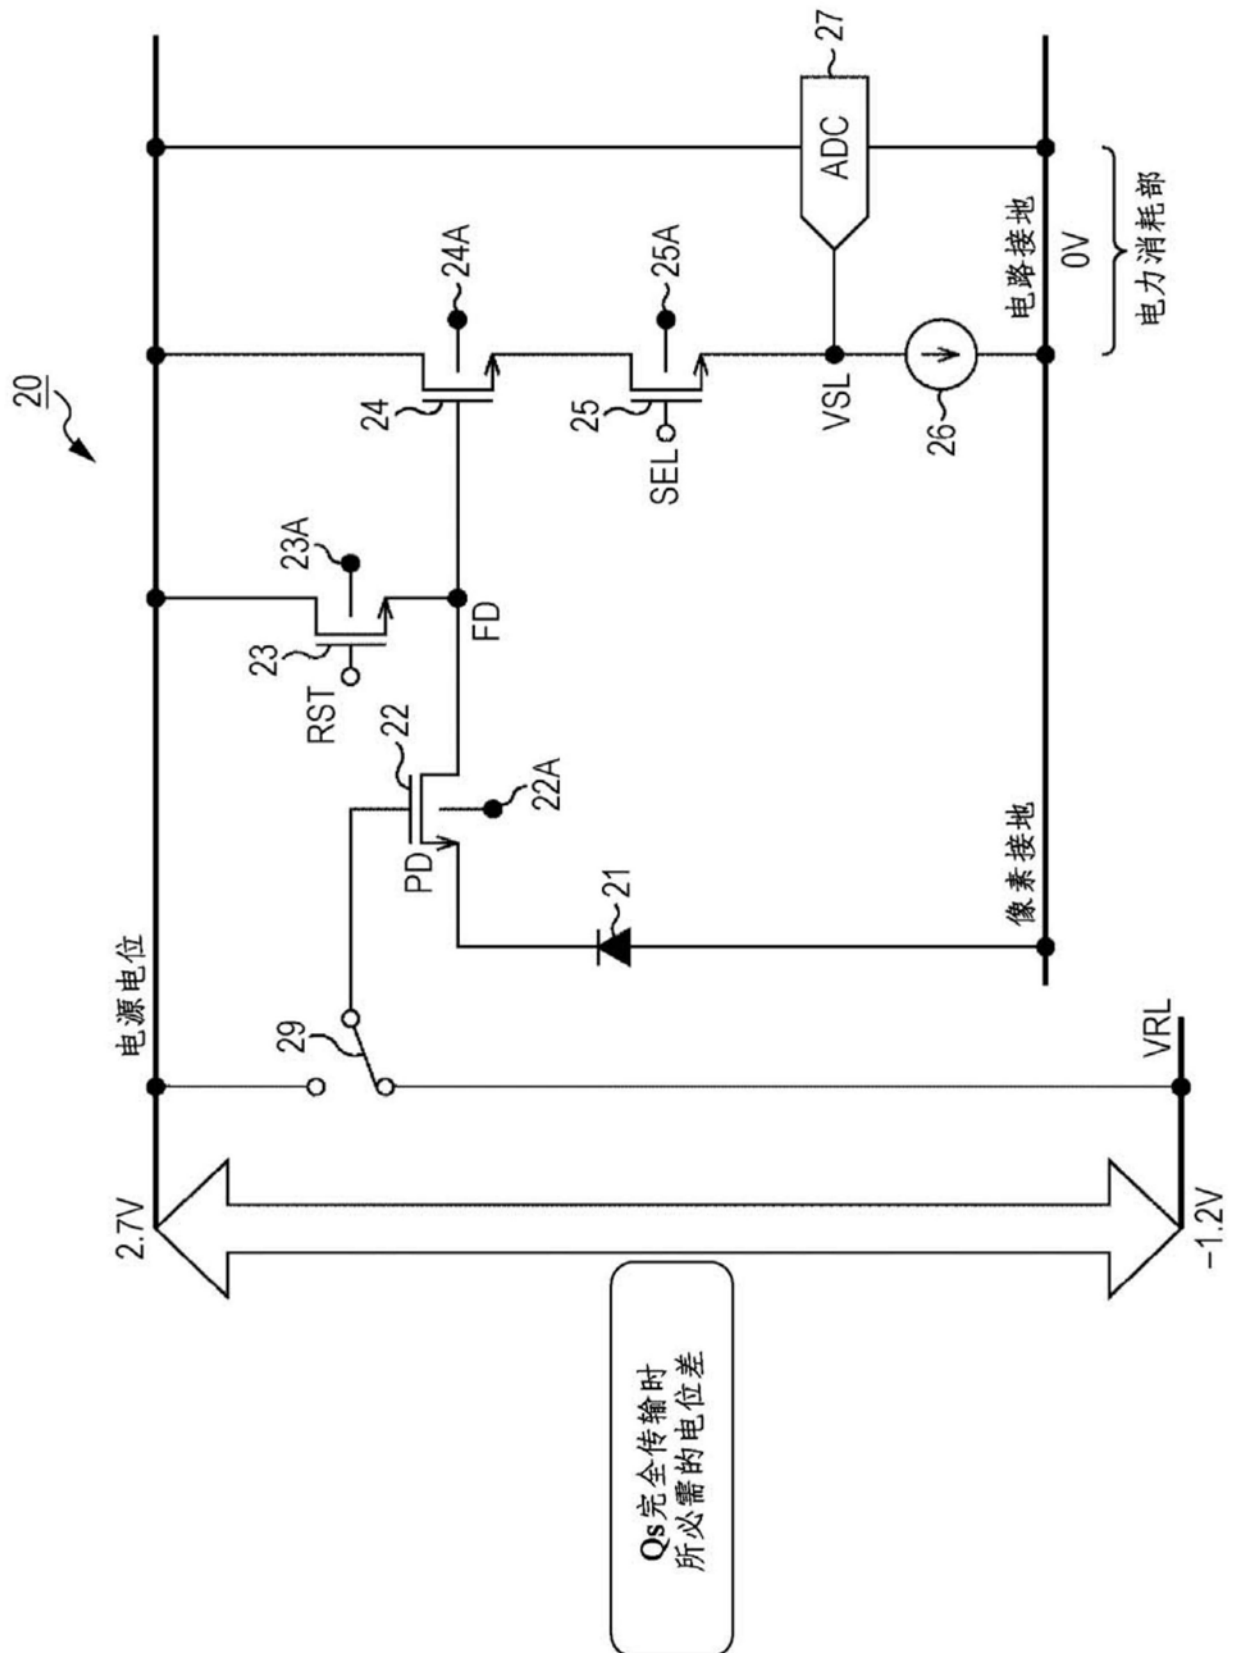 20
电源电位
2.7V
29
PD
22
22A
RST
23
23A
FD
24
24A
SEL
25
25A
VSL
26
ADC
27
21
像素接地
电路接地
0V
电力消耗部
VRL
−1.2V
Qs完全传输时
所必需的电位差